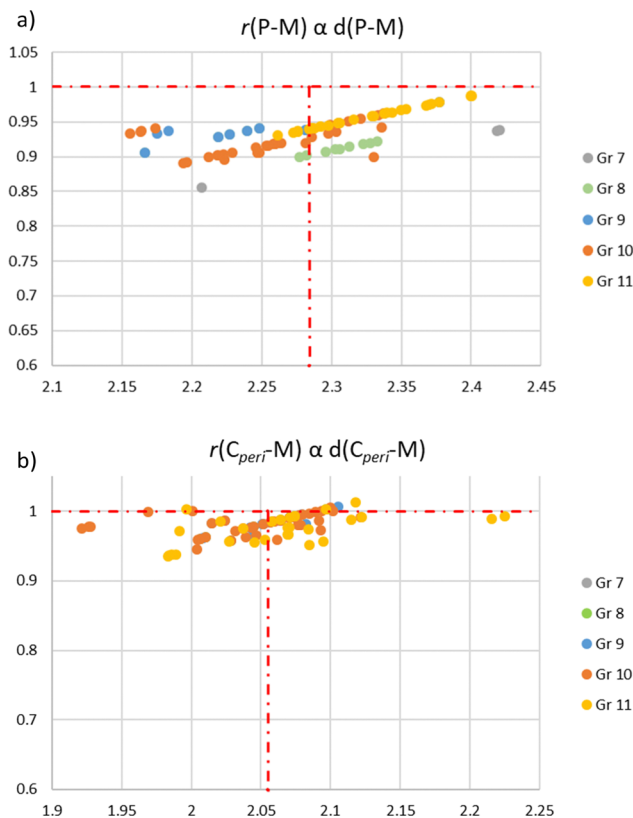 a)
r(P-M) α d(P-M)
1.05
1
0.95
0.9
0.85
0.8
0.75
0.7
0.65
0.6
2.1 2.15 2.2 2.25 2.3 2.35 2.4 2.45
Gr 7
Gr 8
Gr 9
Gr 10
Gr 11
b)
r(Cperi-M) α d(Cperi-M)
1
0.9
0.8
0.7
0.6
1.9 1.95 2 2.05 2.1 2.15 2.2 2.25
Gr 7
Gr 8
Gr 9
Gr 10
Gr 11